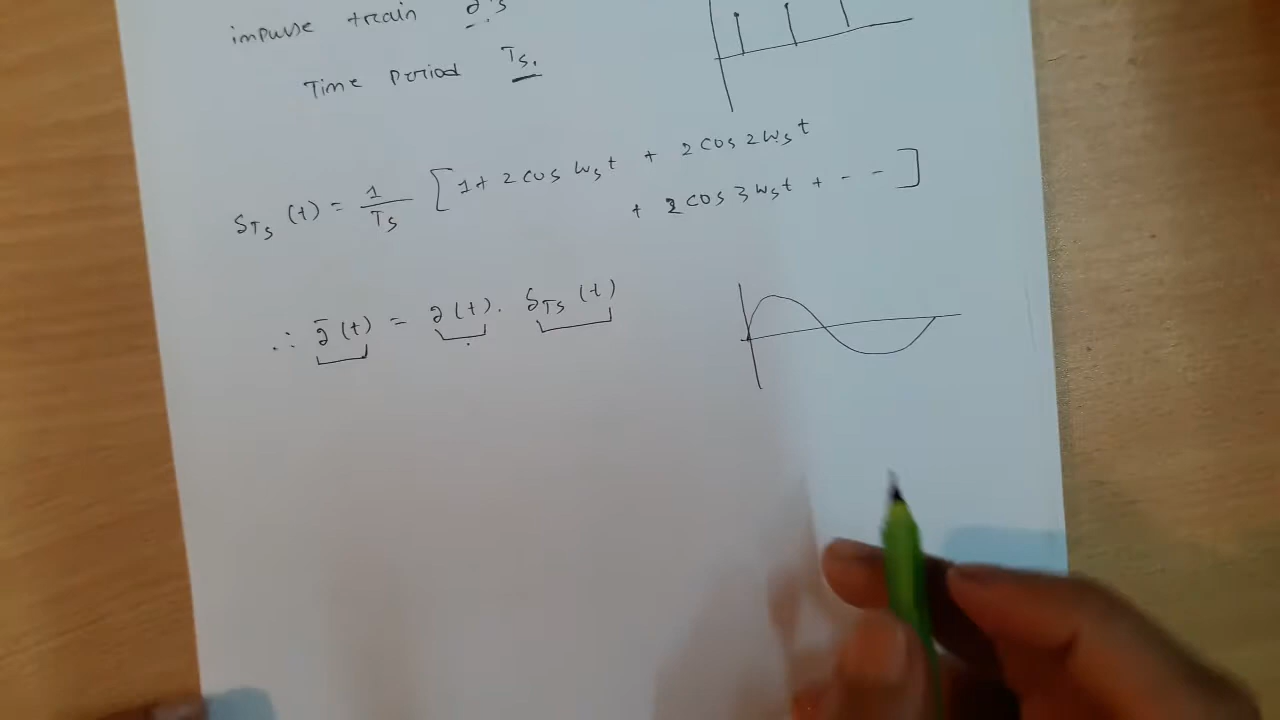 impulse train g's
Time period Ts.
δTs (t) = 1/Ts [ 1 + 2 cos ωst + 2 cos 2ωst
+ 2 cos 3ωst + - - ]
∴ g̅ (t) = g (t) . δTs (t)